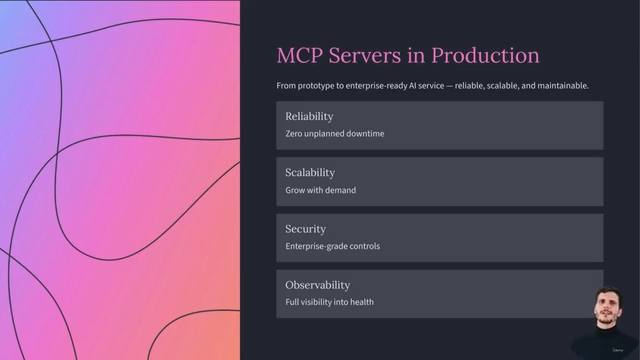 MCP Servers in Production
From prototype to enterprise-ready AI service — reliable, scalable, and maintainable.
Reliability
Zero unplanned downtime
Scalability
Grow with demand
Security
Enterprise-grade controls
Observability
Full visibility into health